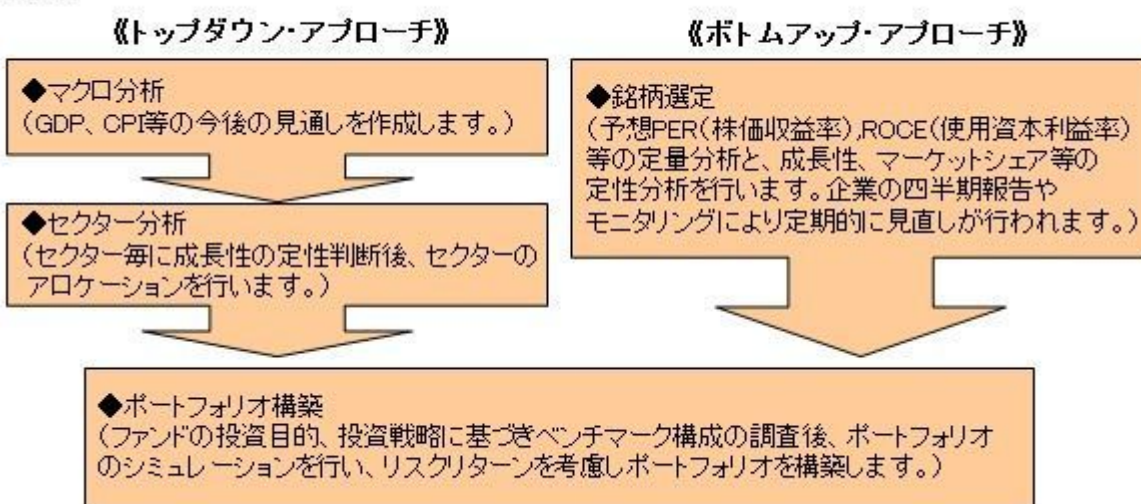 《トップダウン・アプローチ》
◆マクロ分析
(GDP、CPI等の今後の見通しを作成します。)
◆セクター分析
(セクター毎に成長性の定性判断後、セクターの
アロケーションを行います。)
《ボトムアップ・アプローチ》
◆銘柄選定
(予想PER(株価収益率),ROCE(使用資本利益率)
等の定量分析と、成長性、マーケットシェア等の
定性分析を行います。企業の四半期報告や
モニタリングにより定期的に見直しが行われます。)
◆ポートフォリオ構築
(ファンドの投資目的、投資戦略に基づきベンチマーク構成の調査後、ポートフォリオ
のシミュレーションを行い、リスクリターンを考慮しポートフォリオを構築します。)